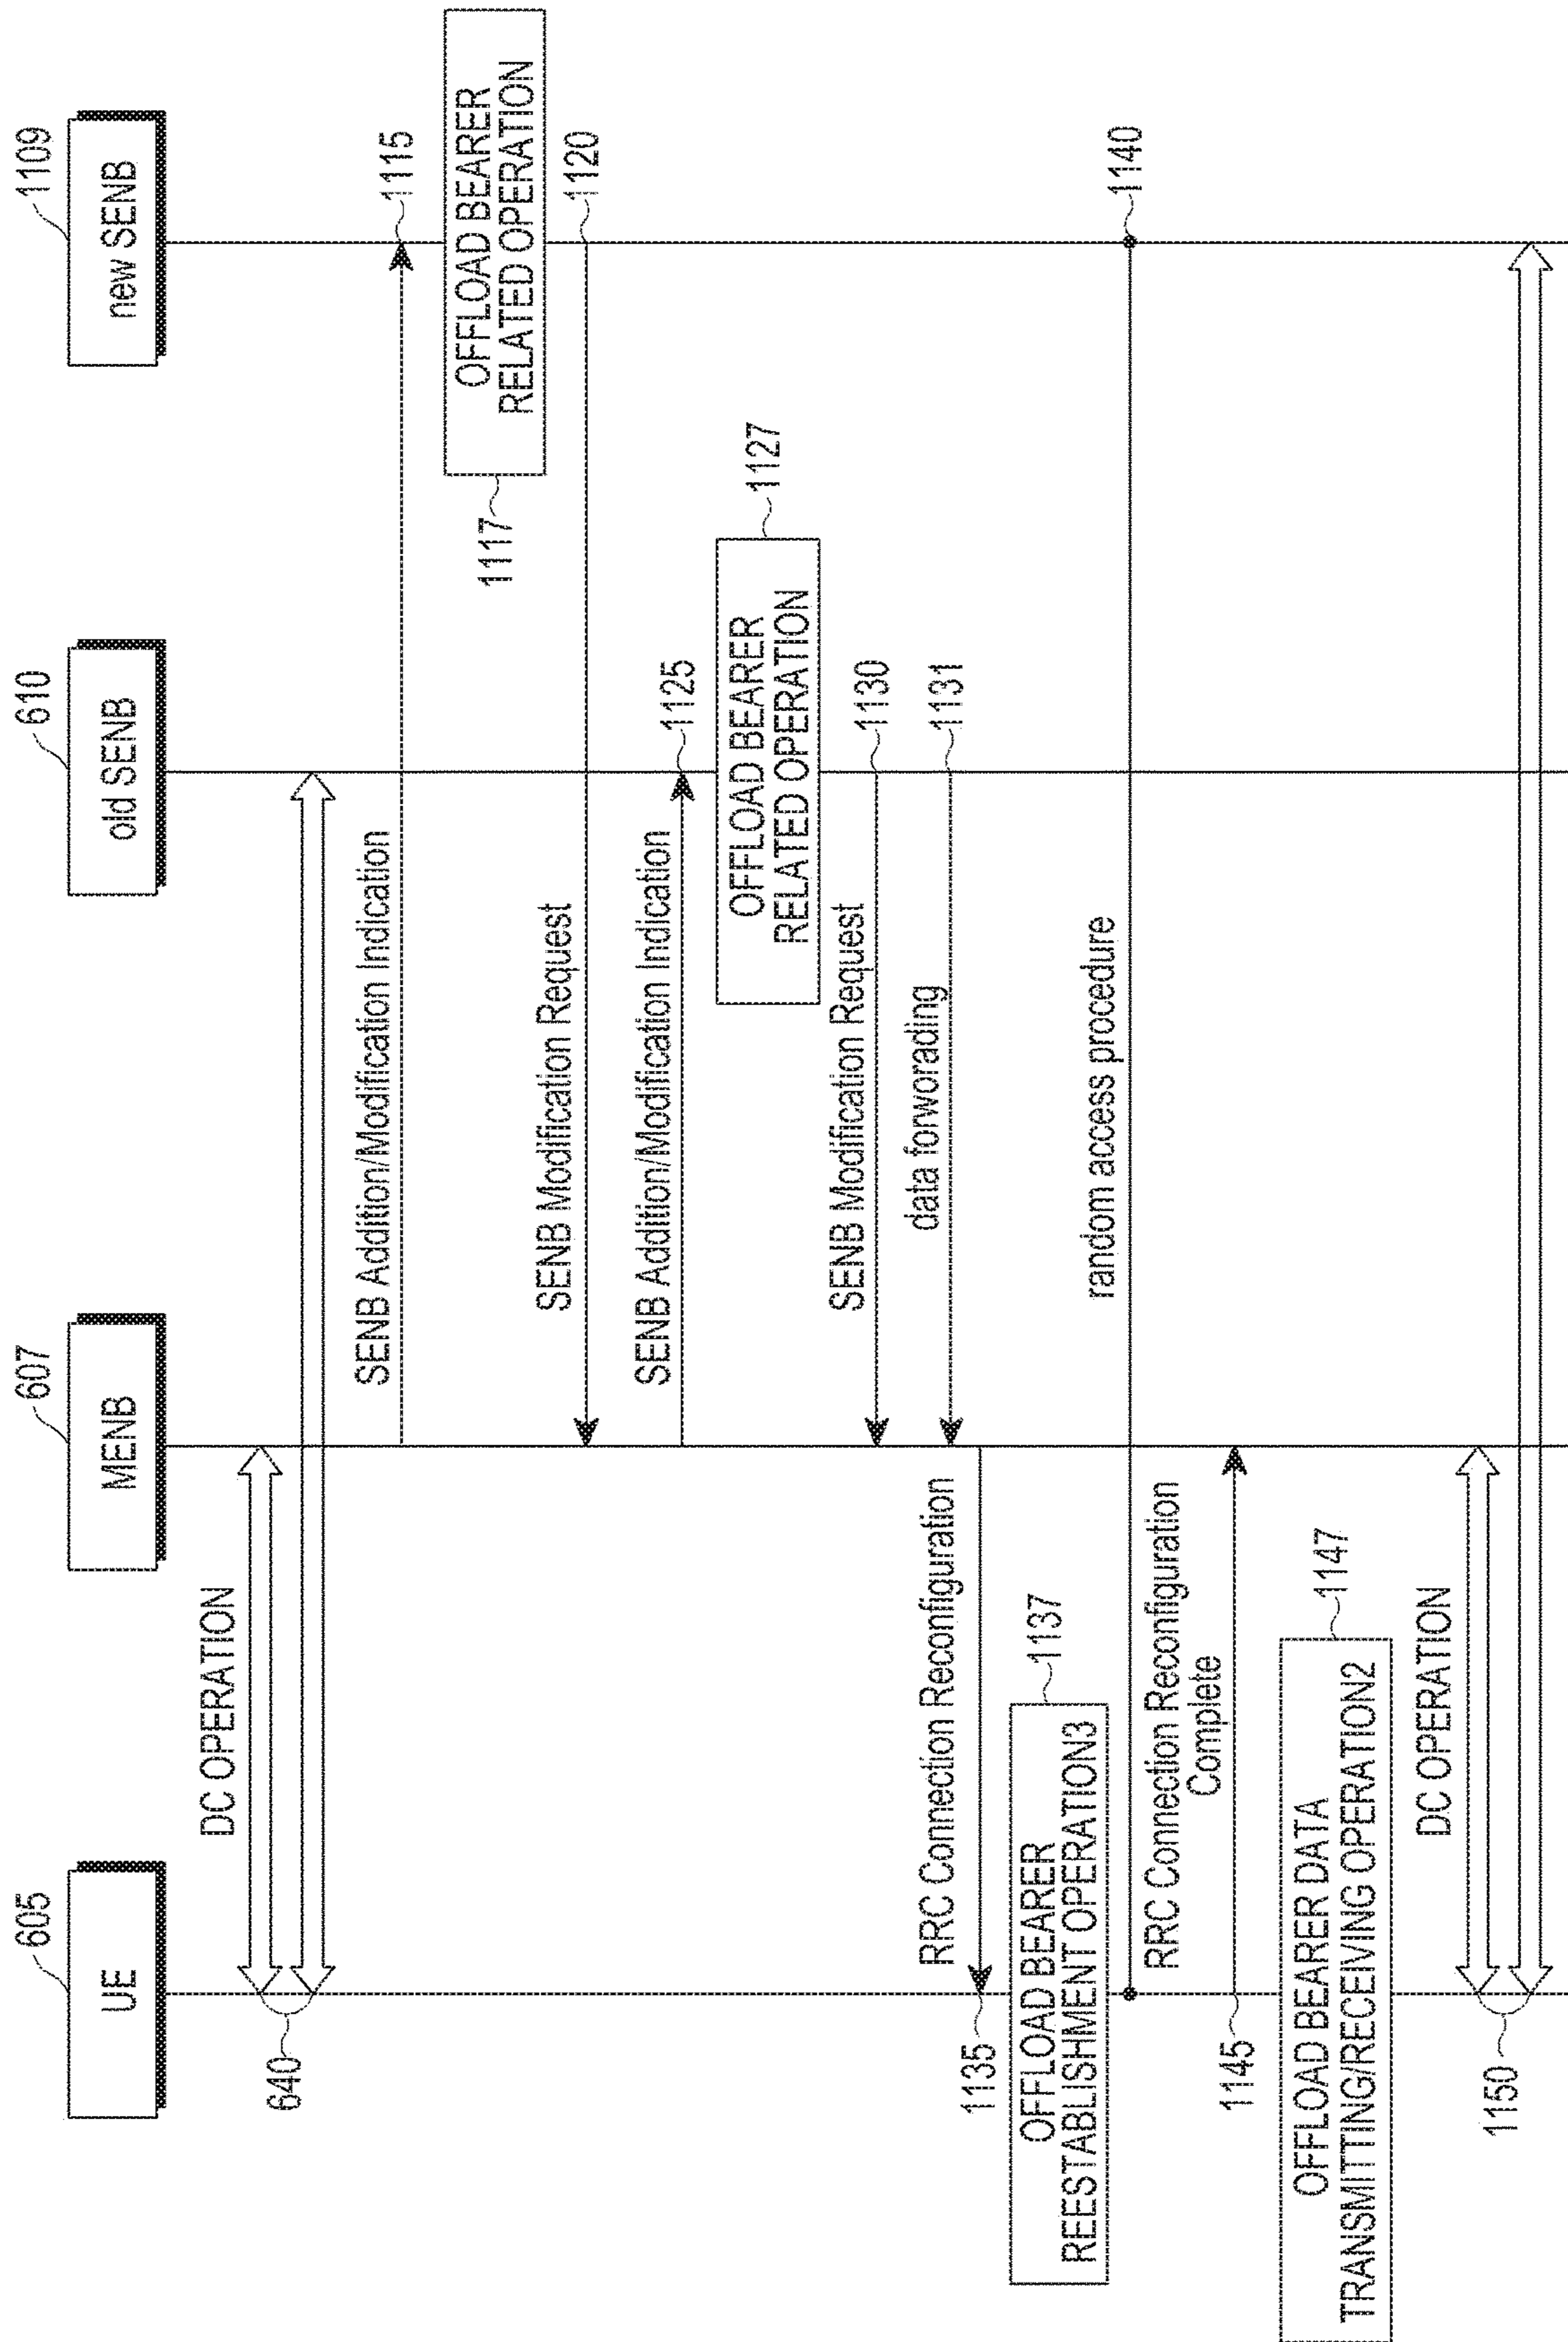 605
607
610
1109
UE
MENB
old SENB
new SENB
DC OPERATION
640
SENB Addition/Modification Indication
1115
OFFLOAD BEARER
RELATED OPERATION
1117
SENB Modification Request
1120
SENB Addition/Modification Indication
1125
OFFLOAD BEARER
RELATED OPERATION
1127
SENB Modification Request
1130
data forworading
1131
RRC Connection Reconfiguration
1135
OFFLOAD BEARER
REESTABLISHMENT OPERATION3
1137
random access procedure
1140
RRC Connection Reconfiguration
Complete
1145
OFFLOAD BEARER DATA
TRANSMITTING/RECEIVING OPERATION2
1147
DC OPERATION
1150